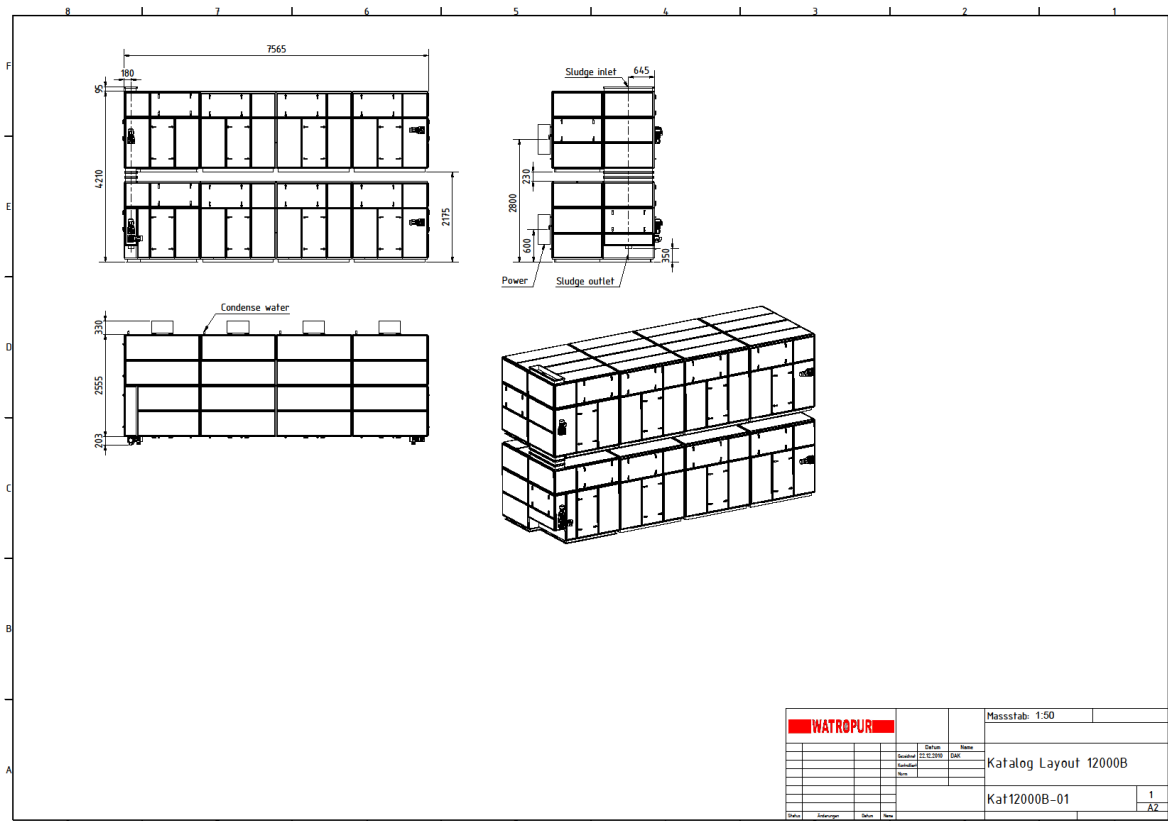 8 7 6 5 4 3 2 1
F
E
D
C
B
A
7565
180
95
4210
2175
Sludge inlet
645
230
2800
600
350
Power
Sludge outlet
Condense water
330
2555
203
WATROPUR
Massstab: 1:50
Datum Name
Gezeichnet 22.12.2010 DAK
Kontrolliert
Norm
Katalog Layout 12000B
Kat12000B-01
1
A2
Status Änderungen Datum Name